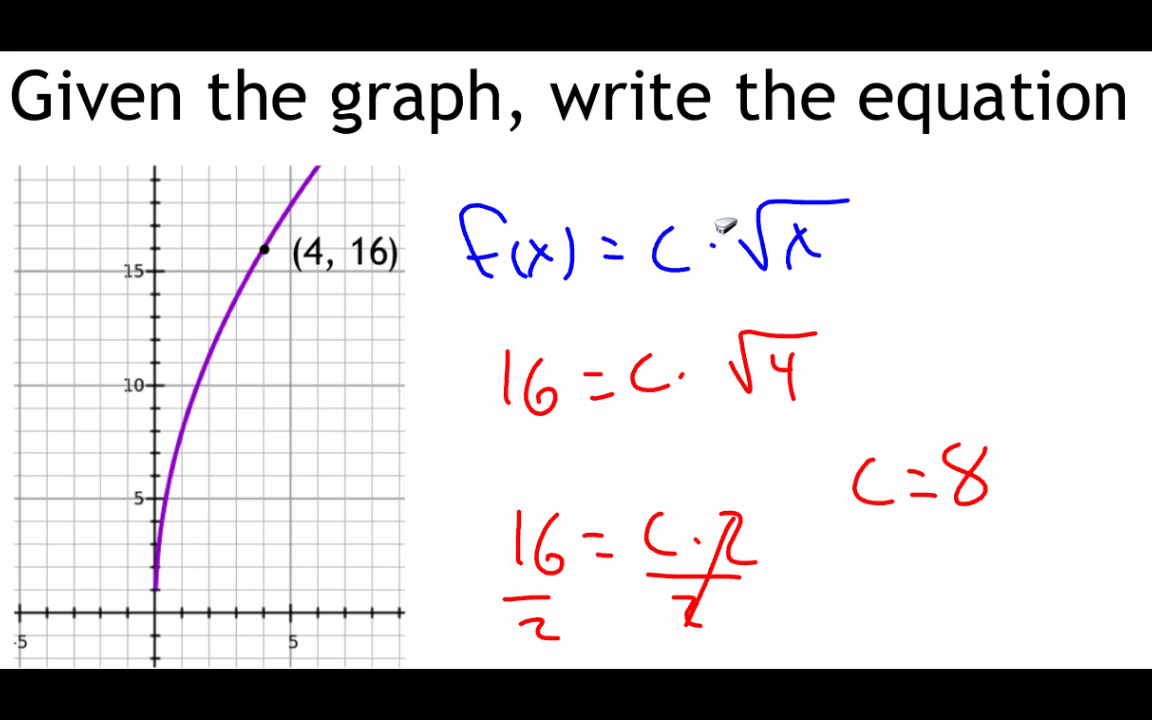 Given the graph, write the equation
(4, 16)
15
10
5
-5
5
f(x) = c · √x
16 = c · √4
16 = c · 2
2 2
c = 8